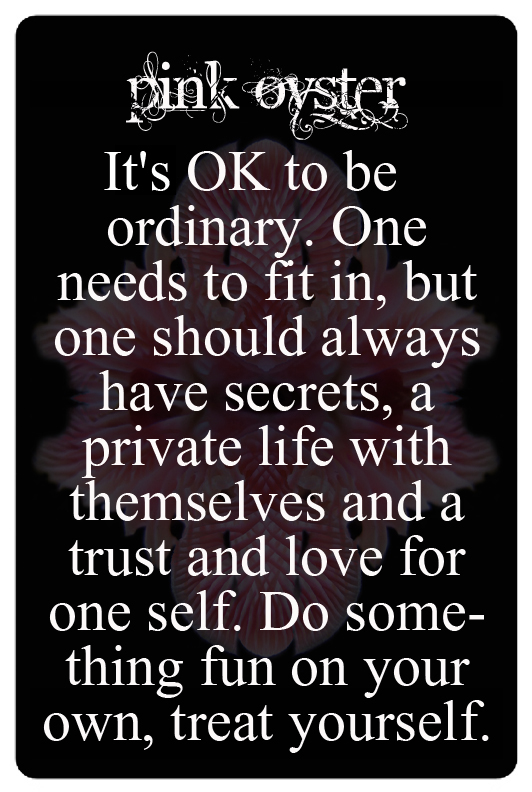 pink oyster
It's OK to be
ordinary. One
needs to fit in, but
one should always
have secrets, a
private life with
themselves and a
trust and love for
one self. Do some-
thing fun on your
own, treat yourself.